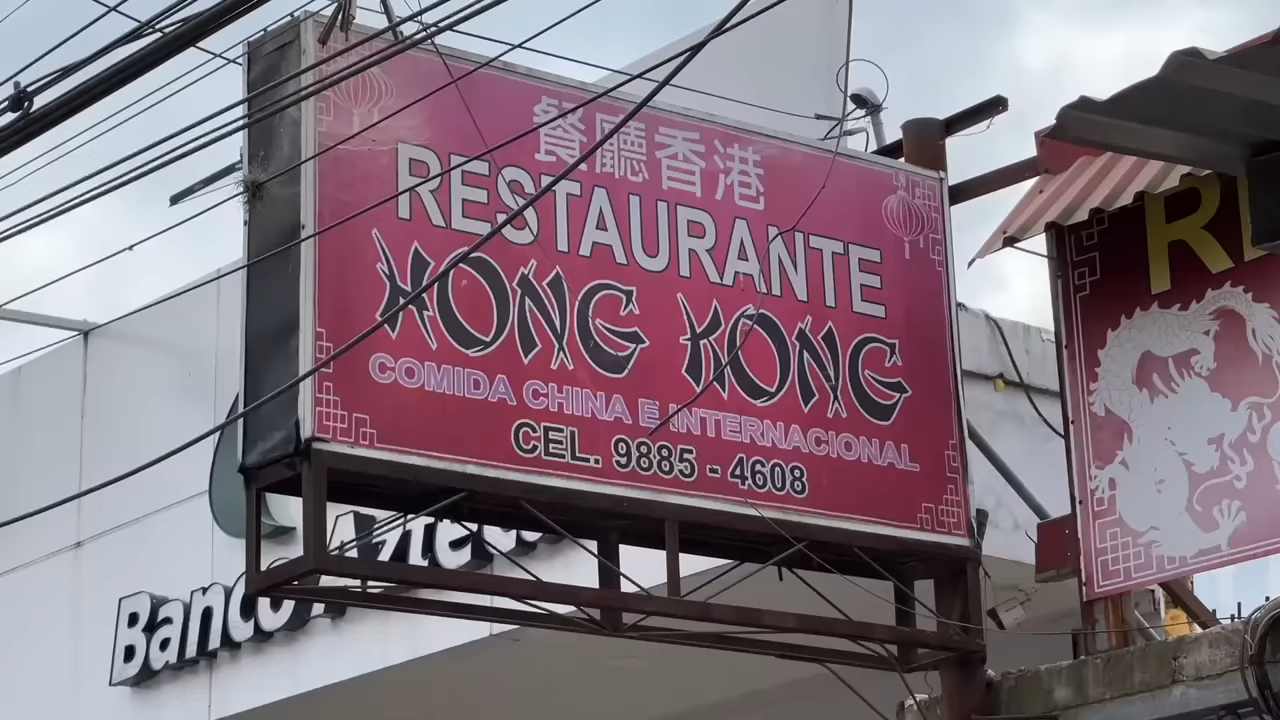 餐廳香港
RESTAURANTE
HONG KONG
COMIDA CHINA E INTERNACIONAL
CEL. 9885 - 4608
Banco Azteca